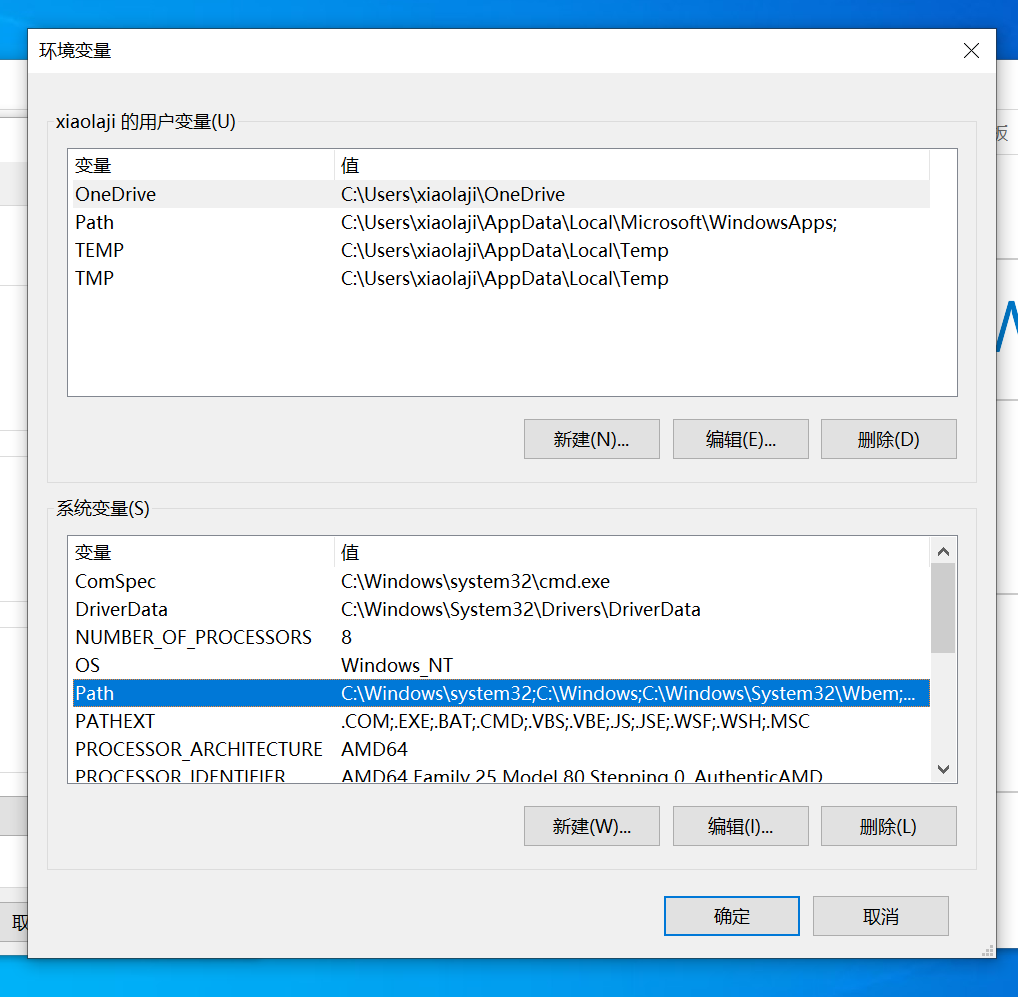 环境变量
xiaolaji 的用户变量(U)
变量 值
OneDrive C:\Users\xiaolaji\OneDrive
Path C:\Users\xiaolaji\AppData\Local\Microsoft\WindowsApps;
TEMP C:\Users\xiaolaji\AppData\Local\Temp
TMP C:\Users\xiaolaji\AppData\Local\Temp
新建(N)... 编辑(E)... 删除(D)
系统变量(S)
变量 值
ComSpec C:\Windows\system32\cmd.exe
DriverData C:\Windows\System32\Drivers\DriverData
NUMBER_OF_PROCESSORS 8
OS Windows_NT
Path C:\Windows\system32;C:\Windows;C:\Windows\System32\Wbem;...
PATHEXT .COM;.EXE;.BAT;.CMD;.VBS;.VBE;.JS;.JSE;.WSF;.WSH;.MSC
PROCESSOR_ARCHITECTURE AMD64
PROCESSOR_IDENTIFIER AMD64 Family 25 Model 80 Stepping 0, AuthenticAMD
新建(W)... 编辑(I)... 删除(L)
确定 取消
取